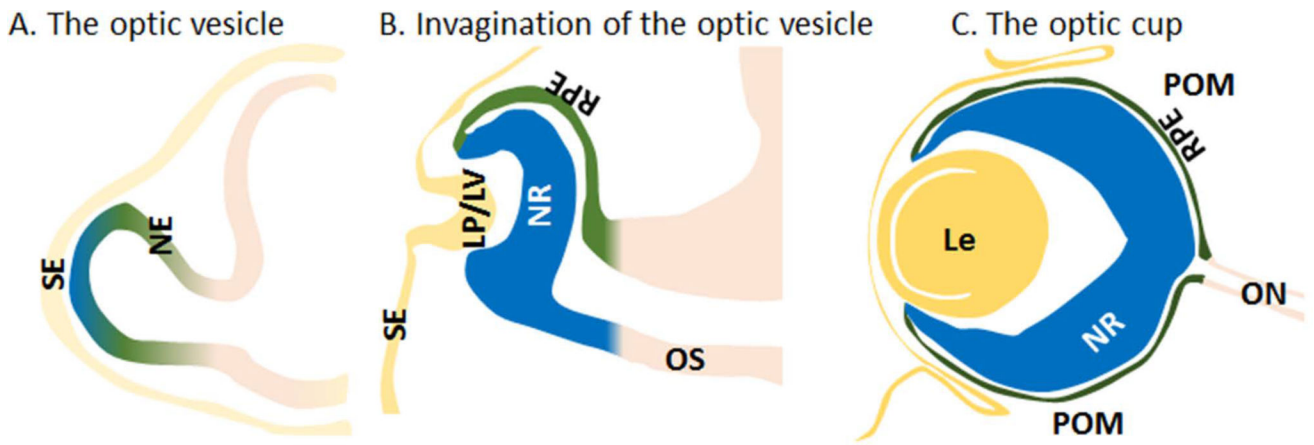 A. The optic vesicle
B. Invagination of the optic vesicle
C. The optic cup
SE
NE
SE
LP/LV
NR
RPE
OS
Le
NR
RPE
POM
POM
ON